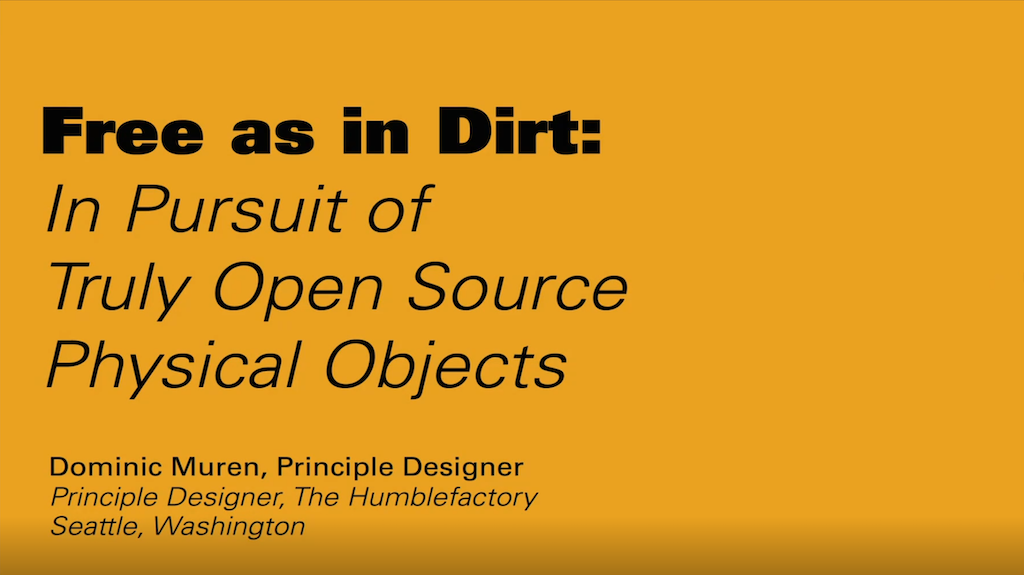 Free as in Dirt:
In Pursuit of
Truly Open Source
Physical Objects
Dominic Muren, Principle Designer
Principle Designer, The Humblefactory
Seattle, Washington